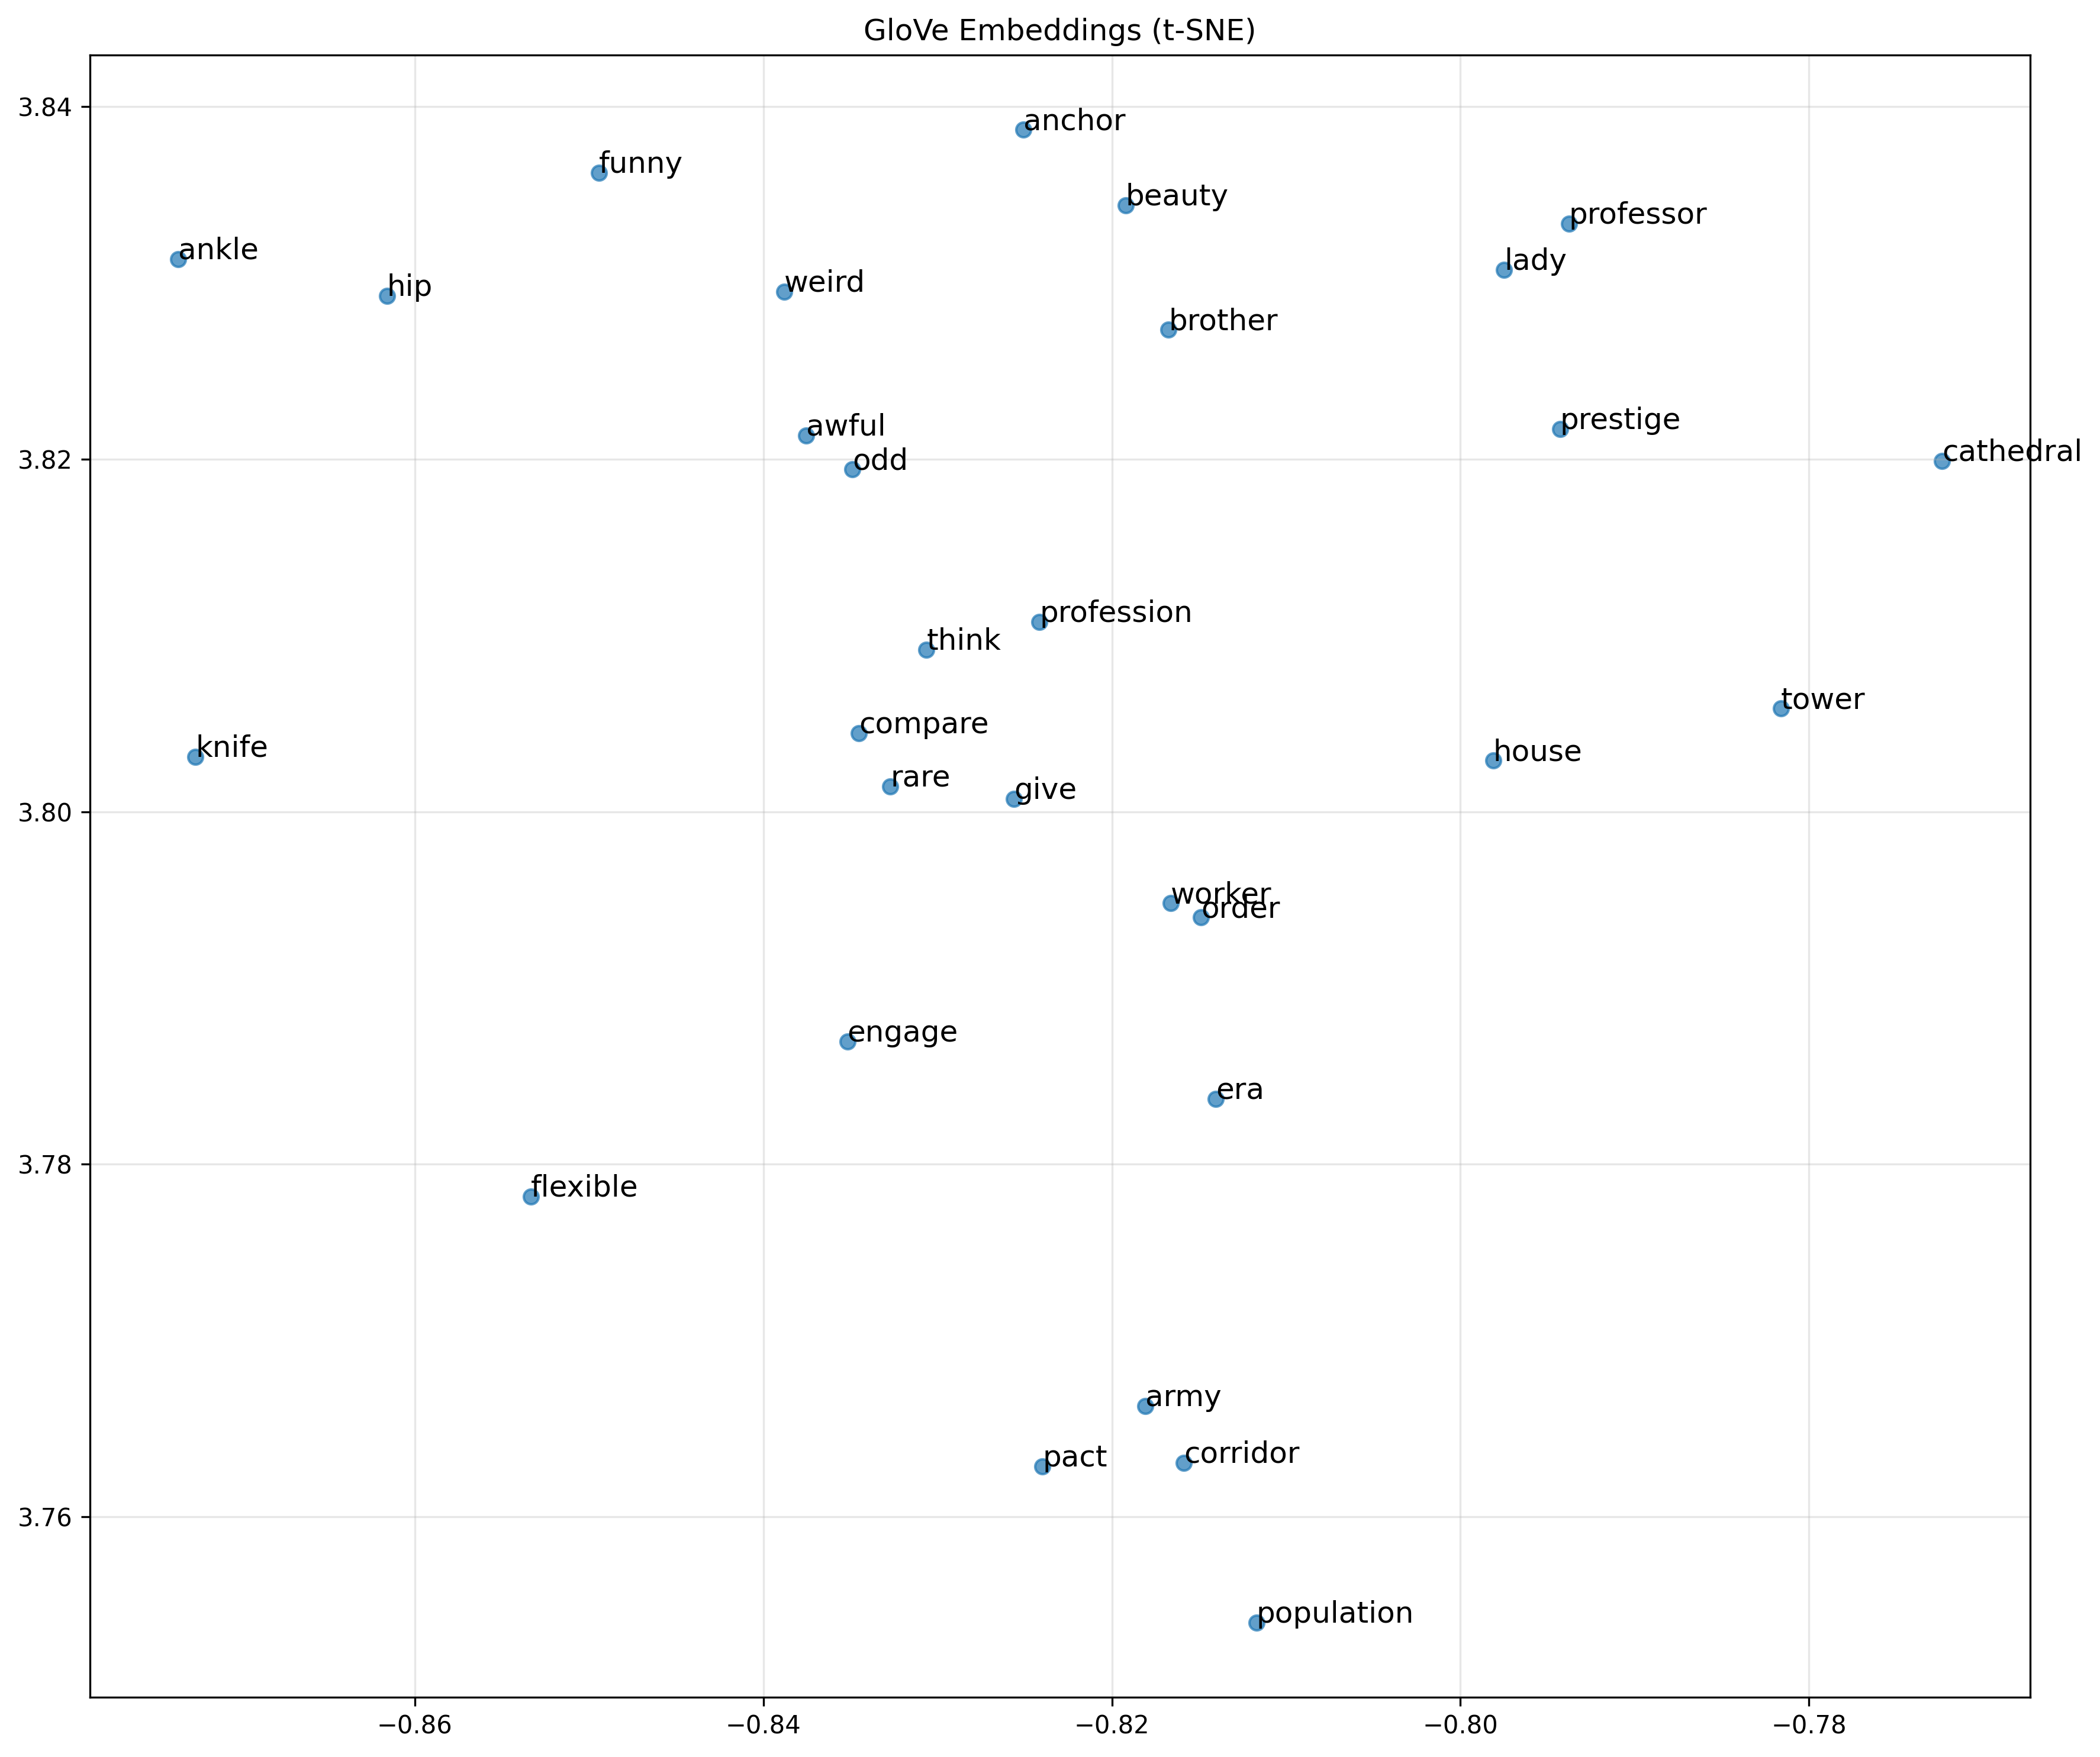 GloVe Embeddings (t-SNE)
3.84
anchor
funny
beauty
professor
ankle
lady
hip
weird
brother
awful
prestige
odd
3.82
cathedral
profession
think
tower
compare
knife
house
rare
give
3.80
worker
order
engage
era
3.78
flexible
army
pact
corridor
3.76
population
−0.86
−0.84
−0.82
−0.80
−0.78